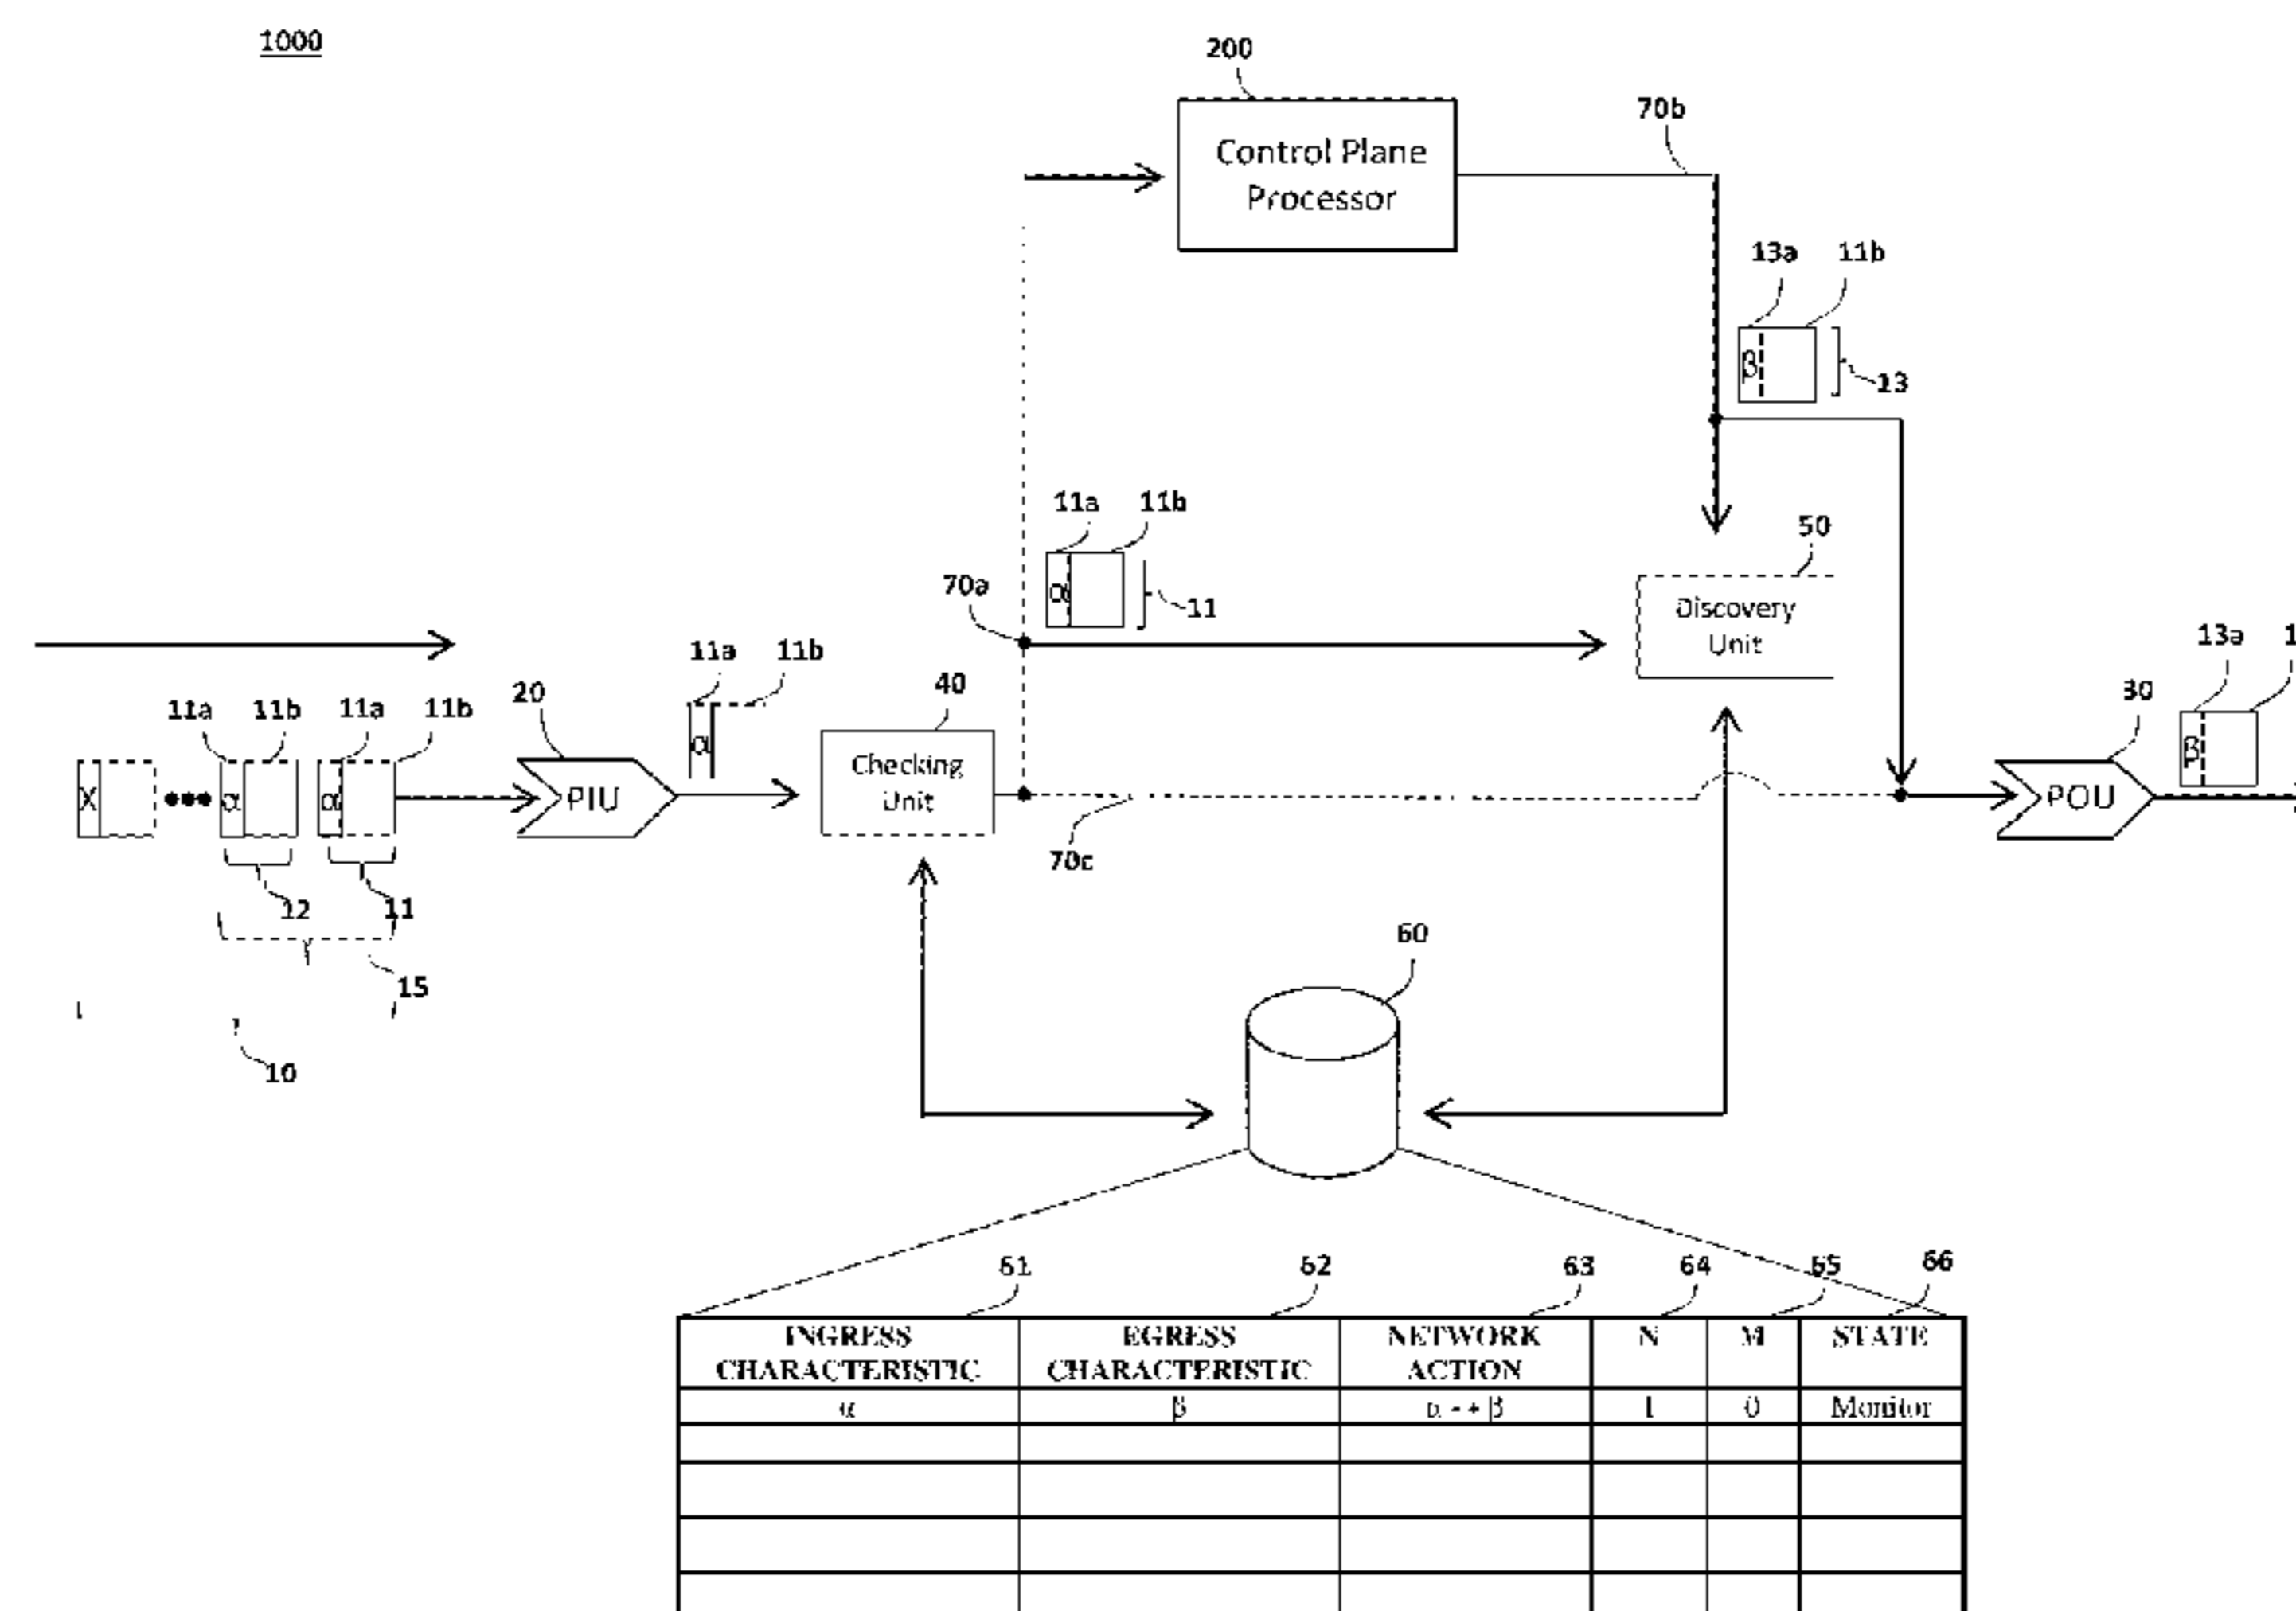 1000
200
Control Plane
Processor
70b
13a 11b
β
13
11a 11b
α
11
70a
50
Discovery
Unit
11a 11b
α
20
PIU
40
Checking
Unit
70c
11a 11b 11a 11b
X α α
12 11
15
10
13a
β
30
POU
60
61 62 63 64 65 66
INGRESS
CHARACTERISTIC
EGRESS
CHARACTERISTIC
NETWORK
ACTION
N
M
STATE
α β 1 0 Monitor